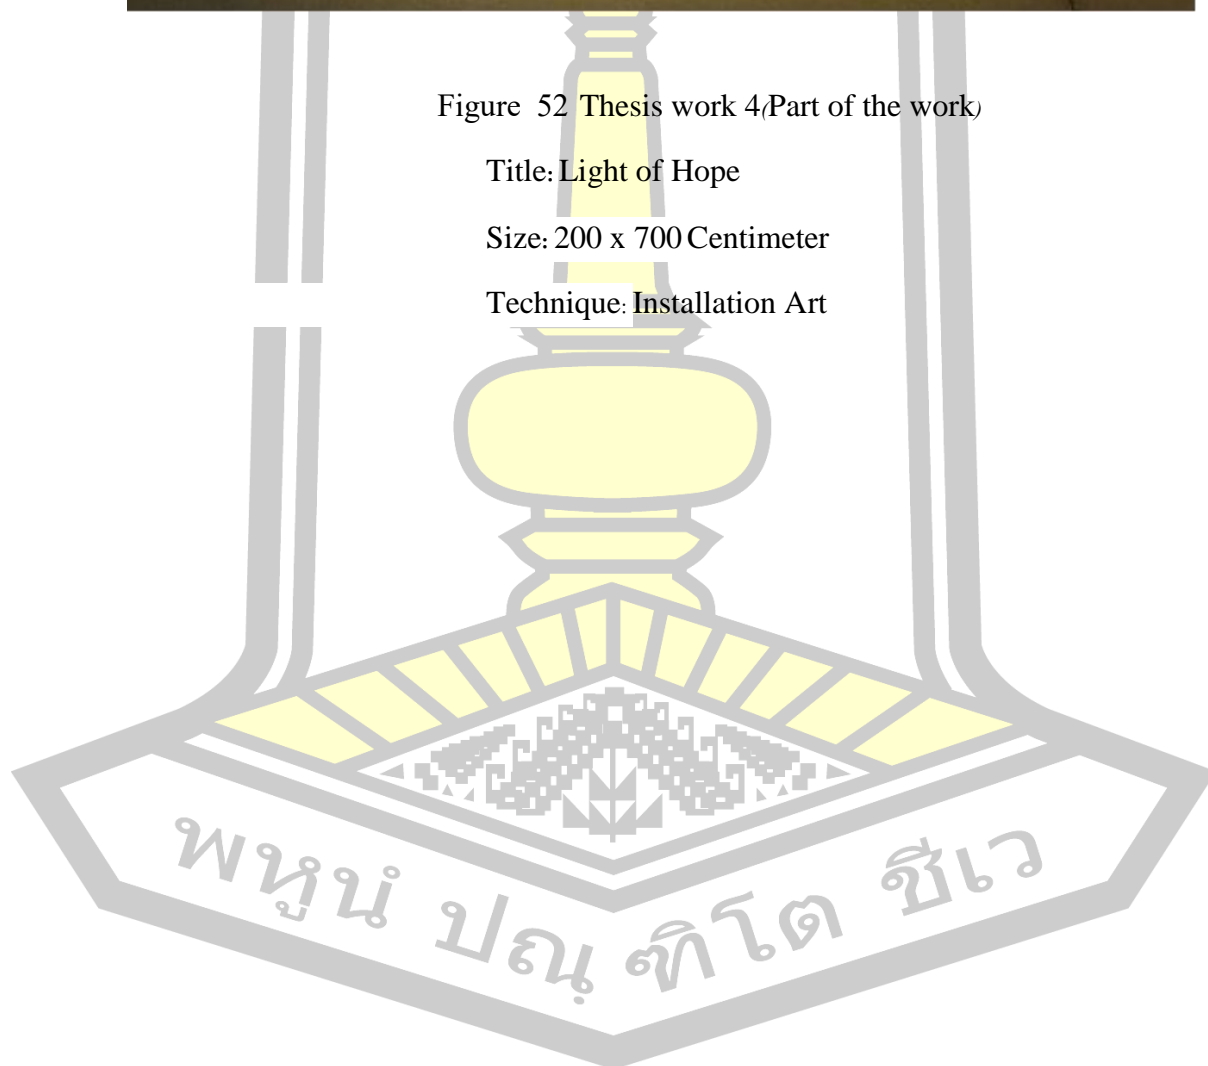 Figure 52 Thesis work 4(Part of the work)
Title: Light of Hope
Size: 200 x 700 Centimeter
Technique: Installation Art
พหูนํ ปณฺฑิโต ชีเว